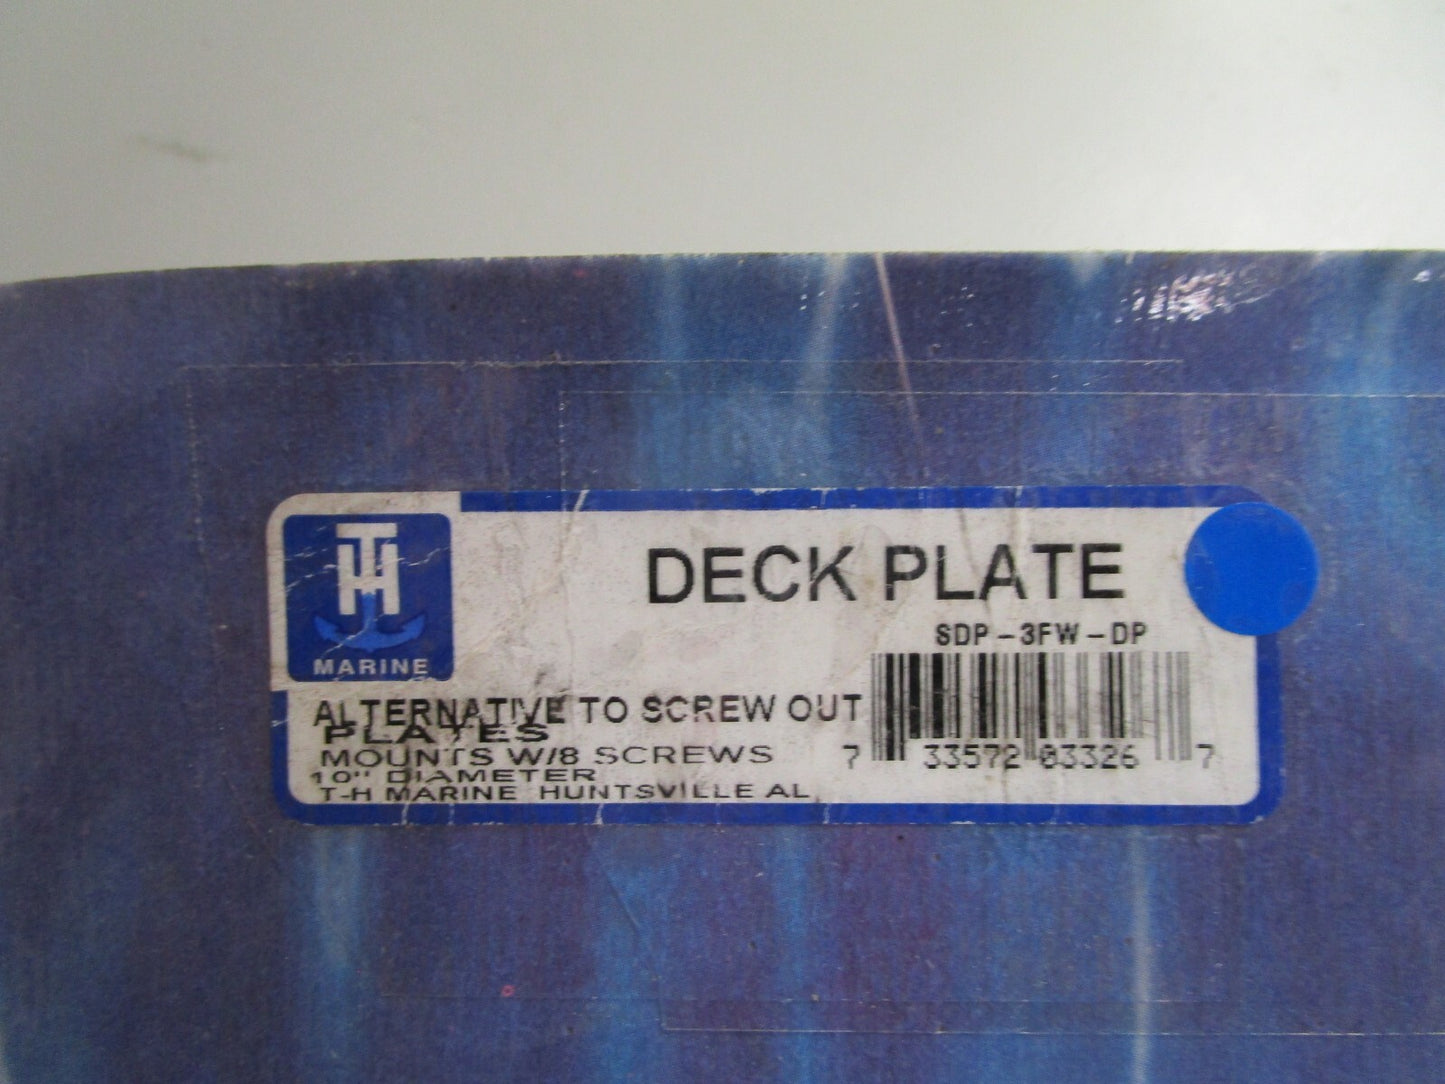 TH
MARINE
DECK PLATE
SDP-3FW-DP
ALTERNATIVE TO SCREW OUT
PLATES
MOUNTS W/8 SCREWS
10" DIAMETER
T-H MARINE HUNTSVILLE AL
7 33572 03326 7